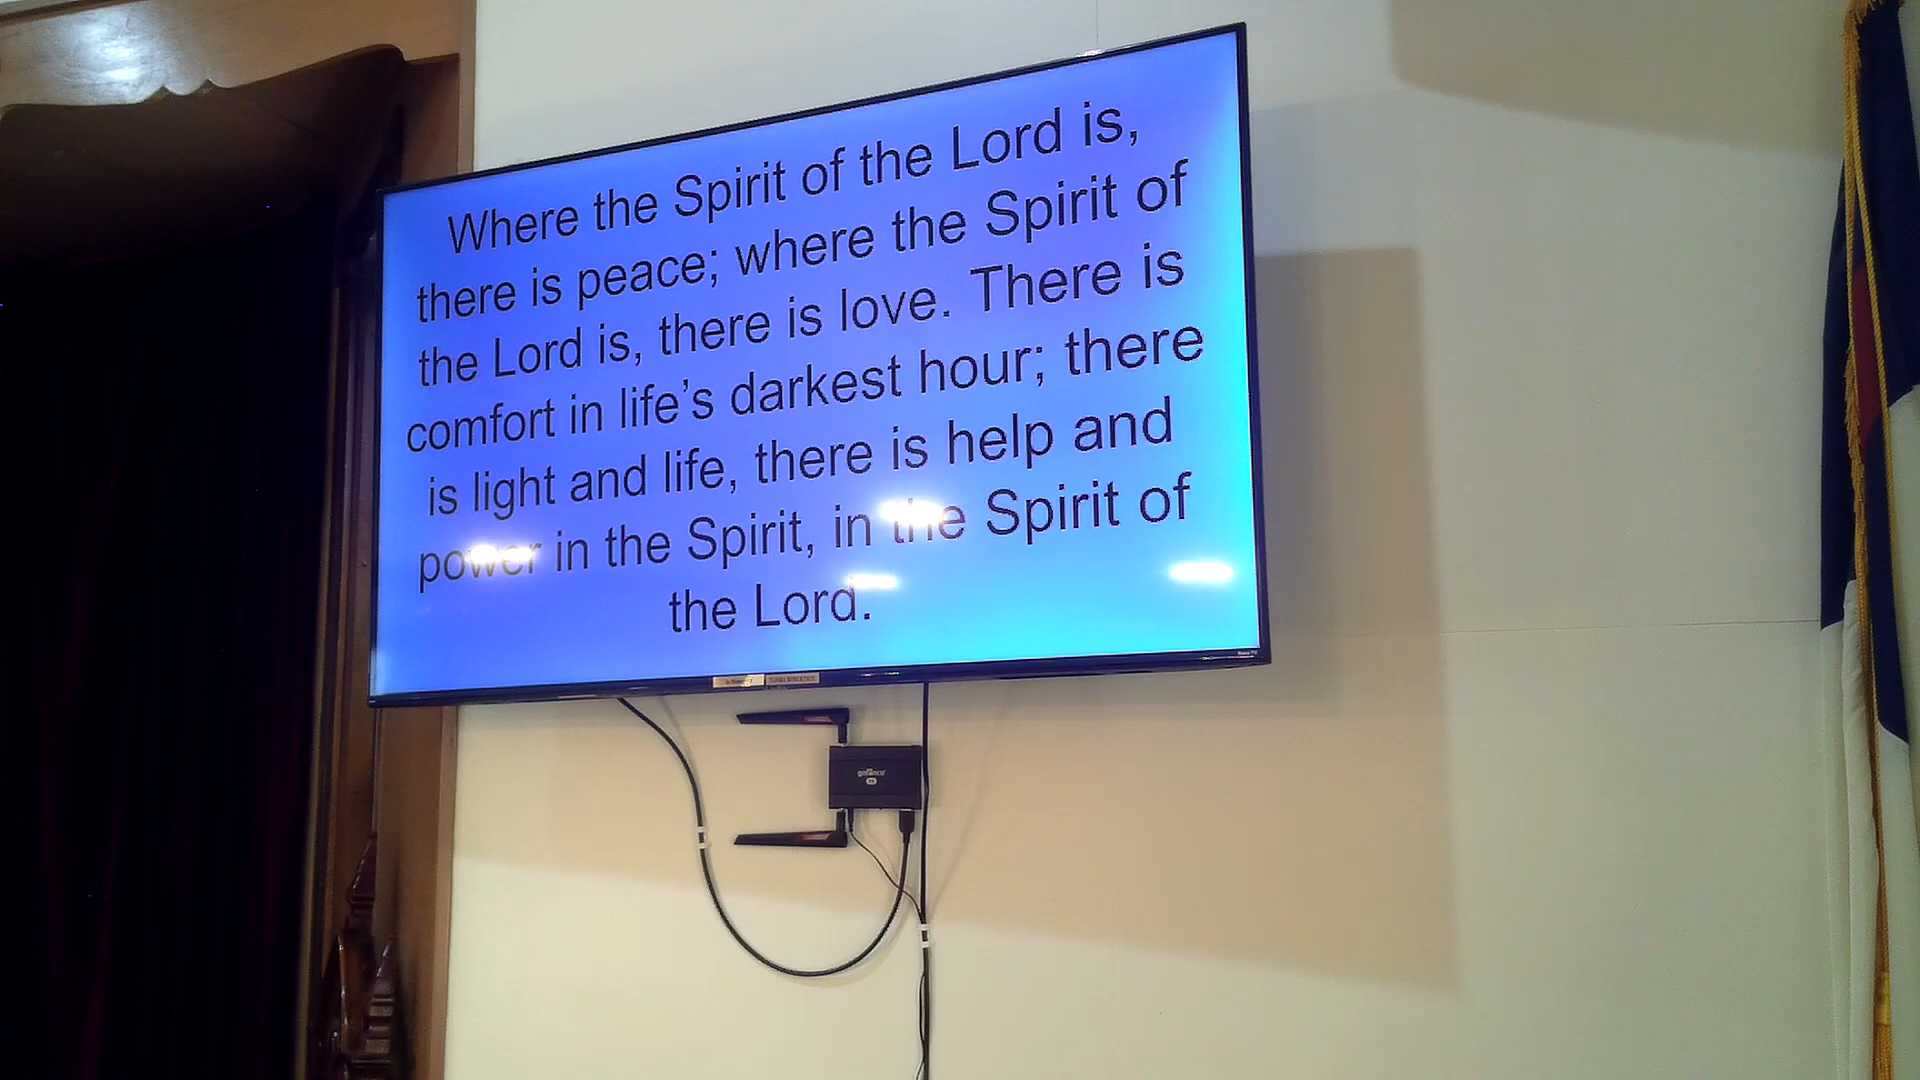 Where the Spirit of the Lord is,
there is peace; where the Spirit of
the Lord is, there is love. There is
comfort in life’s darkest hour; there
is light and life, there is help and
power in the Spirit, in the Spirit of
the Lord.
gofanco